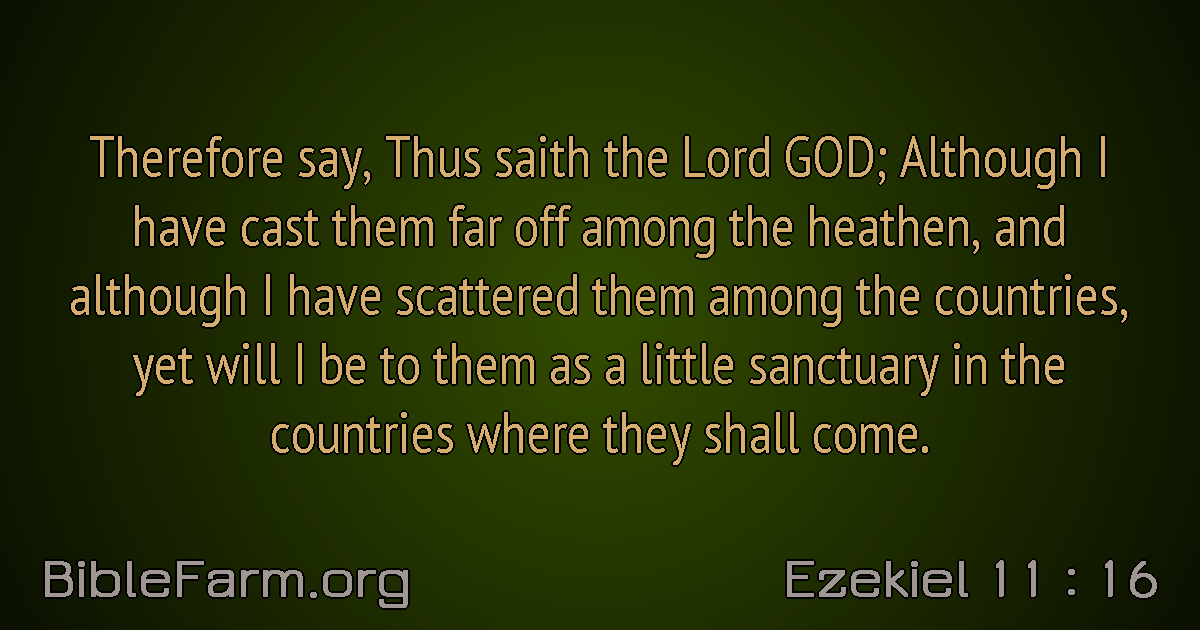 Therefore say, Thus saith the Lord GOD; Although I
have cast them far off among the heathen, and
although I have scattered them among the countries,
yet will I be to them as a little sanctuary in the
countries where they shall come.
BibleFarm.org
Ezekiel 11 : 16